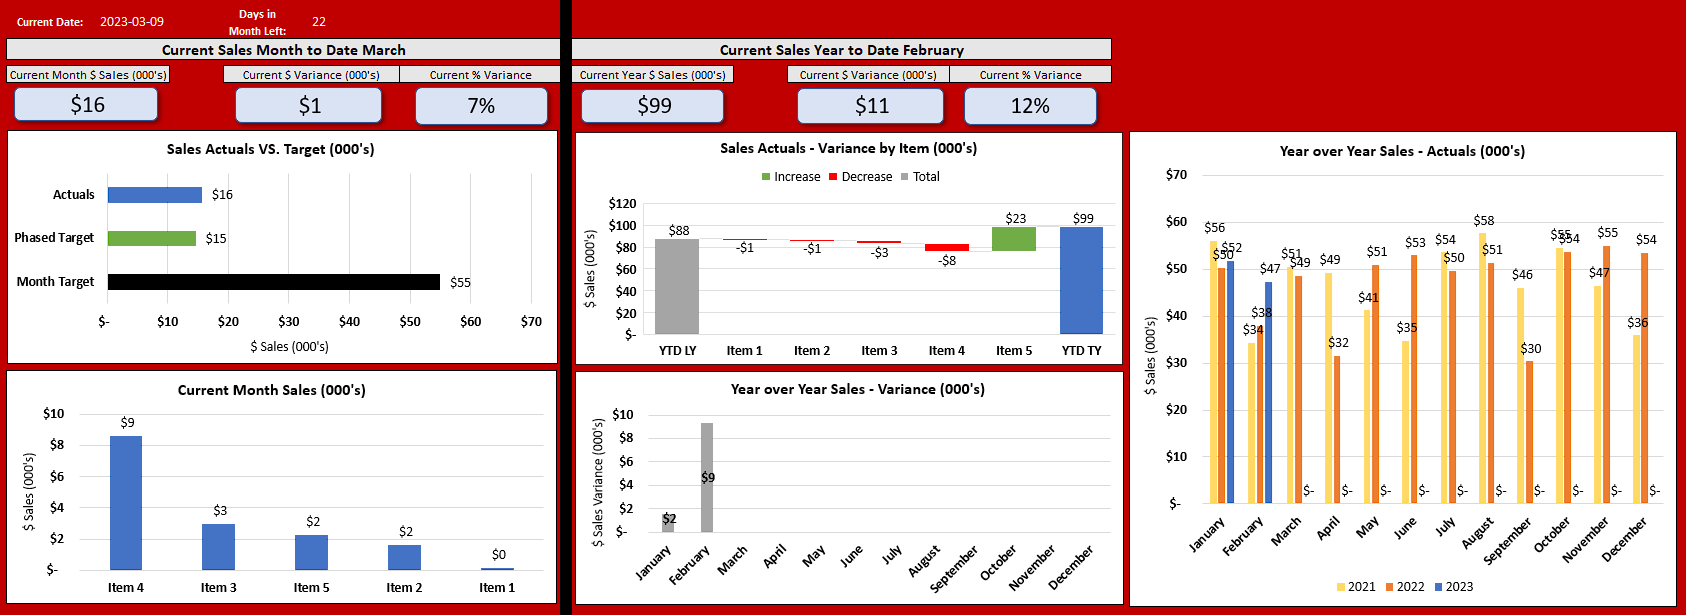 Current Date: 2023-03-09
Days in
Month Left: 22
Current Sales Month to Date March
Current Month $ Sales (000's)
Current $ Variance (000's)
Current % Variance
$16
$1
7%
Current Sales Year to Date February
Current Year $ Sales (000's)
Current $ Variance (000's)
Current % Variance
$99
$11
12%
Sales Actuals VS. Target (000's)
Actuals $16
Phased Target $15
Month Target $55
$- $10 $20 $30 $40 $50 $60 $70
$ Sales (000's)
Current Month Sales (000's)
$ Sales (000's)
$10
$8
$6
$4
$2
$-
$9
$3
$2
$2
$0
Item 4 Item 3 Item 5 Item 2 Item 1
Sales Actuals - Variance by Item (000's)
Increase Decrease Total
$ Sales (000's)
$120
$100
$80
$60
$40
$20
$-
$88
-$1
-$1
-$3
-$8
$23
$99
YTD LY Item 1 Item 2 Item 3 Item 4 Item 5 YTD TY
Year over Year Sales - Variance (000's)
$ Sales Variance (000's)
$10
$8
$6
$4
$2
$-
$2
$9
January February March April May June July August September October November December
Year over Year Sales - Actuals (000's)
$ Sales (000's)
$70
$60
$50
$40
$30
$20
$10
$-
$56 $50 $52
$34 $38 $47
$51 $49 $-
$49 $32 $-
$41 $51 $-
$35 $53 $-
$54 $50 $-
$58 $51 $-
$46 $30 $-
$55 $54 $-
$47 $55 $-
$36 $54 $-
January February March April May June July August September October November December
2021 2022 2023